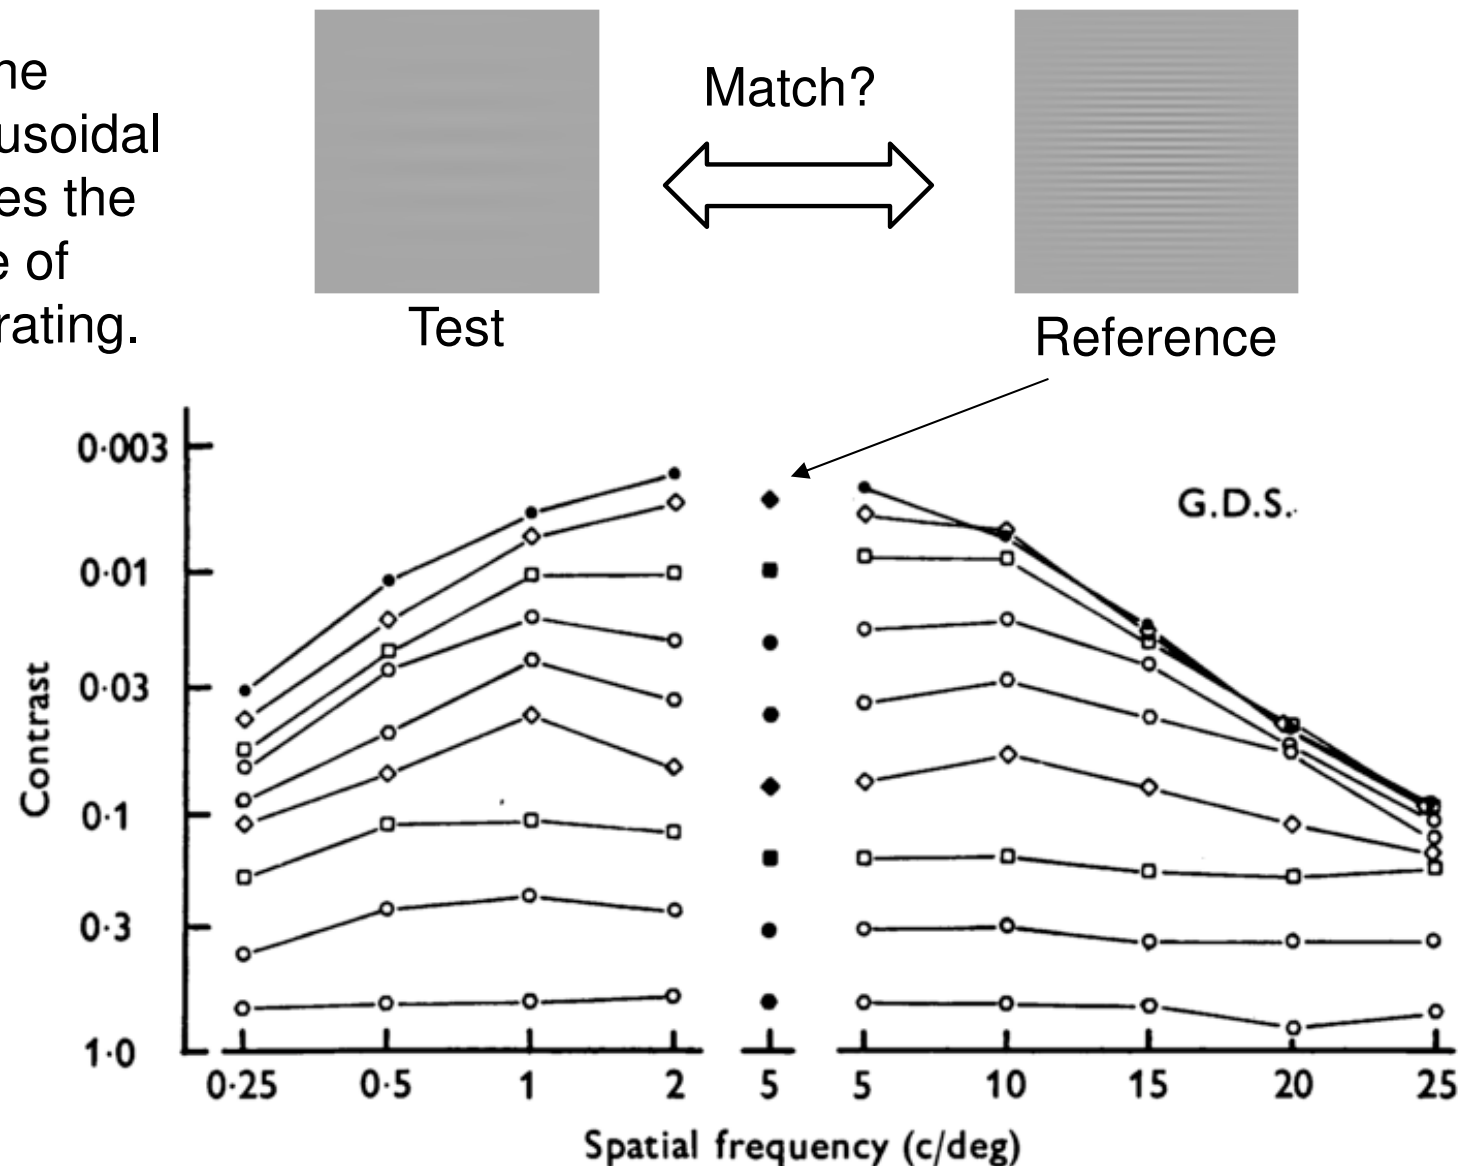 ne
usoidal
es the
e of
rating.
Match?
Test
Reference
0·003
0·01
0·03
0·1
0·3
1·0
Contrast
G.D.S.
0·25 0·5 1 2 5 5 10 15 20 25
Spatial frequency (c/deg)